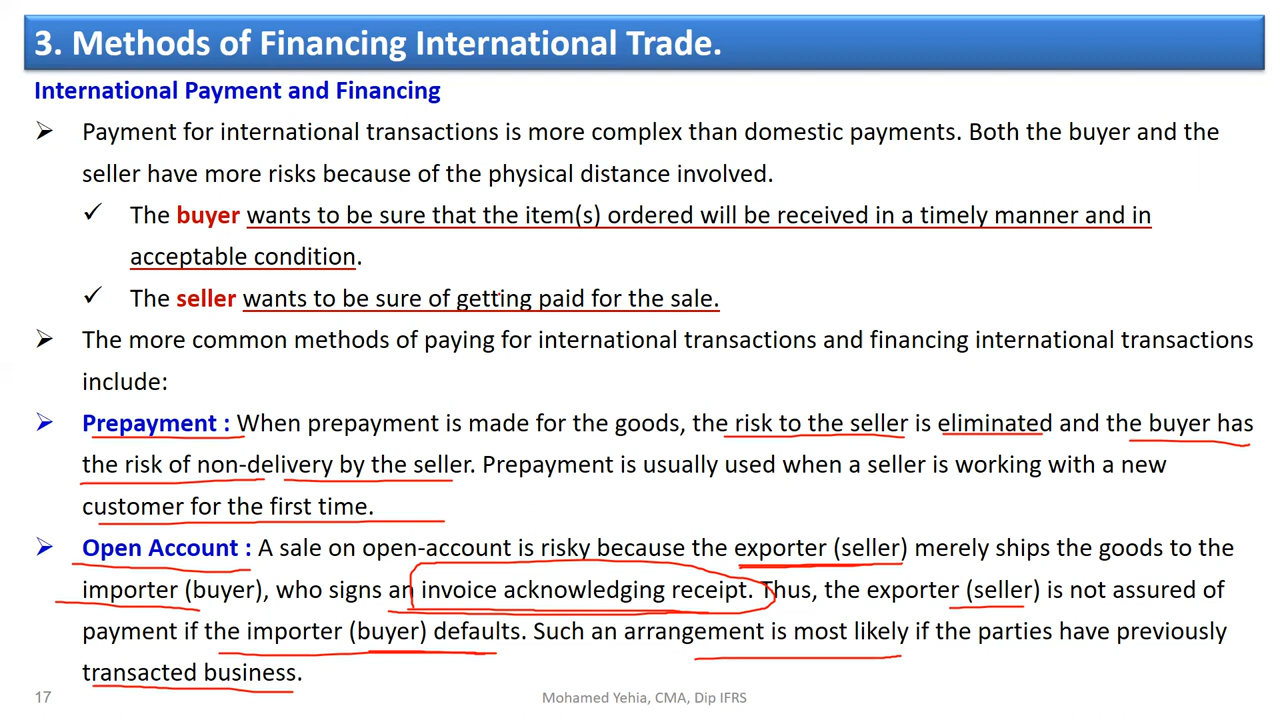 3. Methods of Financing International Trade.
International Payment and Financing
➢ Payment for international transactions is more complex than domestic payments. Both the buyer and the
seller have more risks because of the physical distance involved.
✓ The buyer wants to be sure that the item(s) ordered will be received in a timely manner and in
acceptable condition.
✓ The seller wants to be sure of getting paid for the sale.
➢ The more common methods of paying for international transactions and financing international transactions
include:
➢ Prepayment : When prepayment is made for the goods, the risk to the seller is eliminated and the buyer has
the risk of non-delivery by the seller. Prepayment is usually used when a seller is working with a new
customer for the first time.
➢ Open Account : A sale on open-account is risky because the exporter (seller) merely ships the goods to the
importer (buyer), who signs an invoice acknowledging receipt. Thus, the exporter (seller) is not assured of
payment if the importer (buyer) defaults. Such an arrangement is most likely if the parties have previously
transacted business.
17 Mohamed Yehia, CMA, Dip IFRS